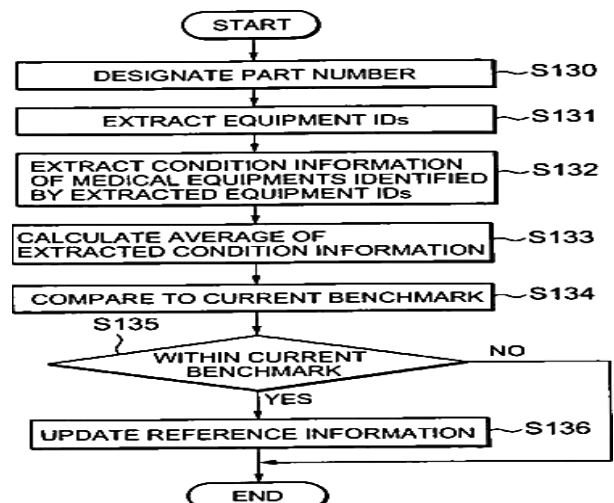 START
DESIGNATE PART NUMBER
S130
EXTRACT EQUIPMENT IDs
S131
EXTRACT CONDITION INFORMATION
OF MEDICAL EQUIPMENTS IDENTIFIED
BY EXTRACTED EQUIPMENT IDs
S132
CALCULATE AVERAGE OF
EXTRACTED CONDITION INFORMATION
S133
COMPARE TO CURRENT BENCHMARK
S134
S135
WITHIN CURRENT
BENCHMARK
NO
YES
UPDATE REFERENCE INFORMATION
S136
END